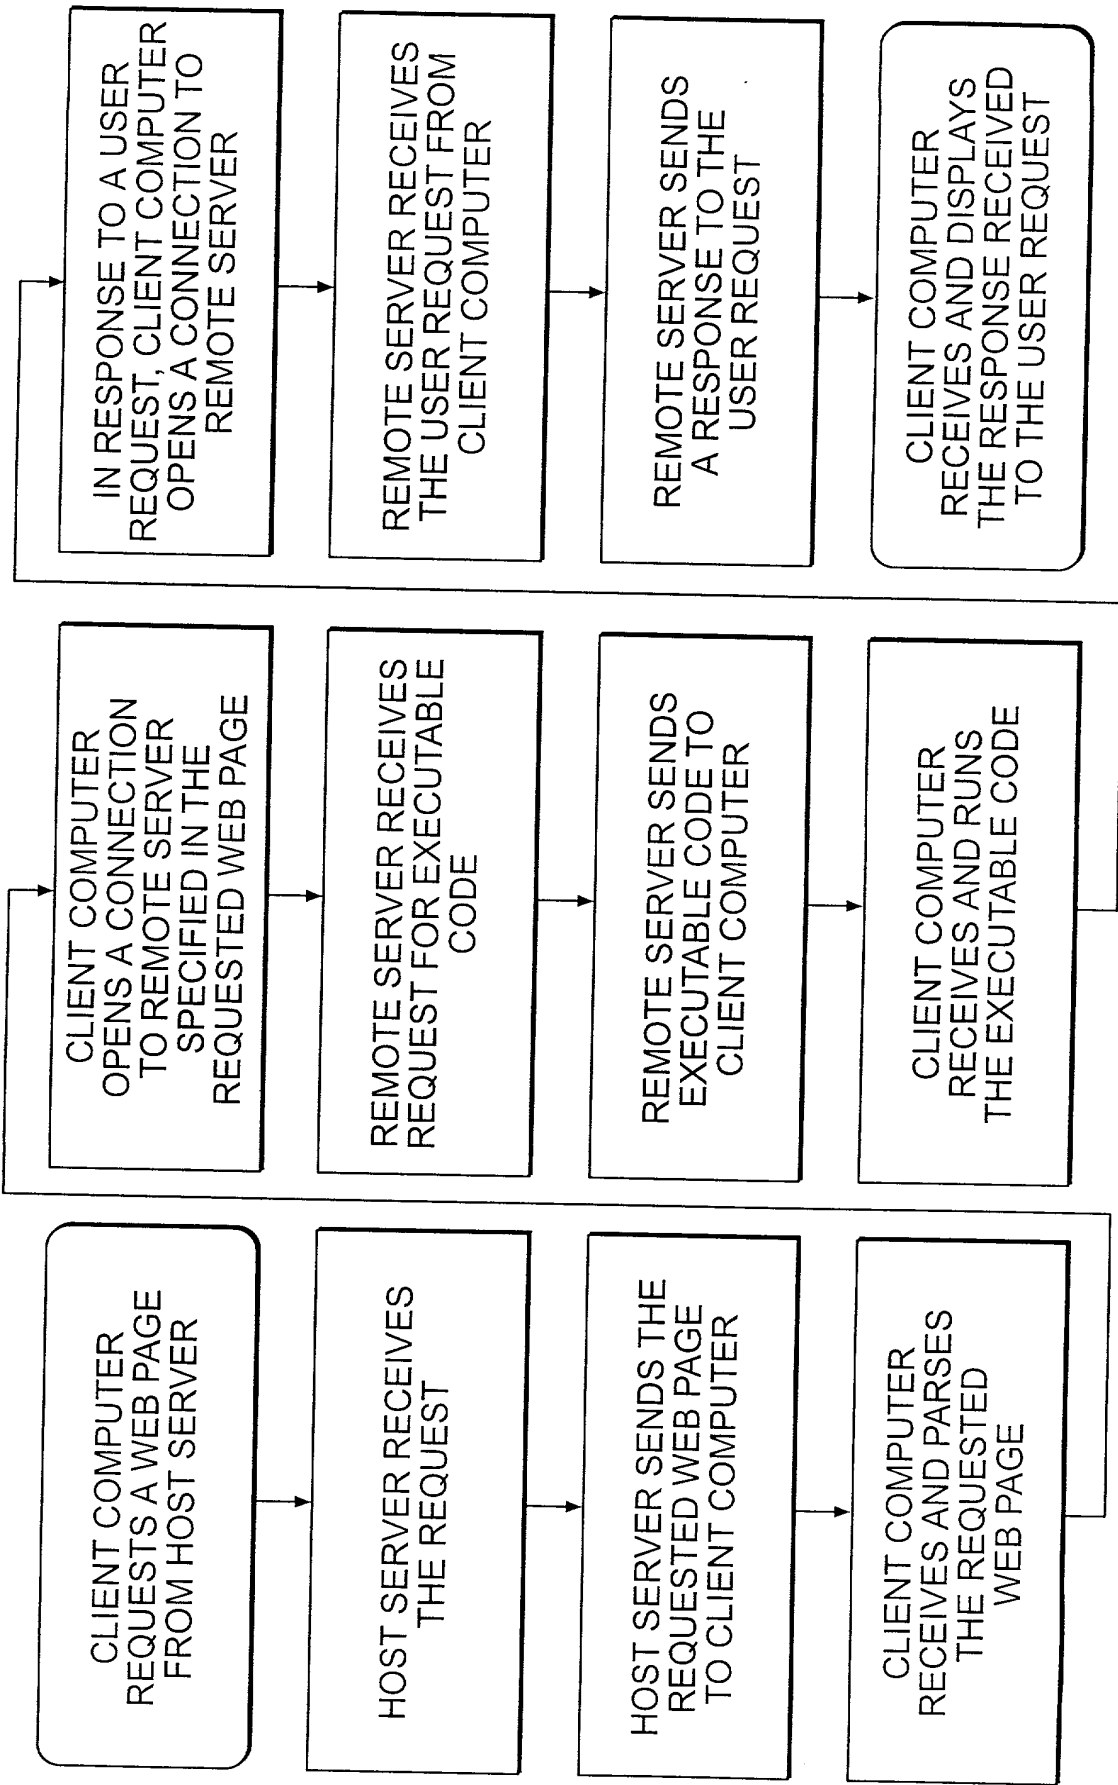 CLIENT COMPUTER
REQUESTS A WEB PAGE
FROM HOST SERVER
HOST SERVER RECEIVES
THE REQUEST
HOST SERVER SENDS THE
REQUESTED WEB PAGE
TO CLIENT COMPUTER
CLIENT COMPUTER
RECEIVES AND PARSES
THE REQUESTED
WEB PAGE
CLIENT COMPUTER
OPENS A CONNECTION
TO REMOTE SERVER
SPECIFIED IN THE
REQUESTED WEB PAGE
REMOTE SERVER RECEIVES
REQUEST FOR EXECUTABLE
CODE
REMOTE SERVER SENDS
EXECUTABLE CODE TO
CLIENT COMPUTER
CLIENT COMPUTER
RECEIVES AND RUNS
THE EXECUTABLE CODE
IN RESPONSE TO A USER
REQUEST, CLIENT COMPUTER
OPENS A CONNECTION TO
REMOTE SERVER
REMOTE SERVER RECEIVES
THE USER REQUEST FROM
CLIENT COMPUTER
REMOTE SERVER SENDS
A RESPONSE TO THE
USER REQUEST
CLIENT COMPUTER
RECEIVES AND DISPLAYS
THE RESPONSE RECEIVED
TO THE USER REQUEST